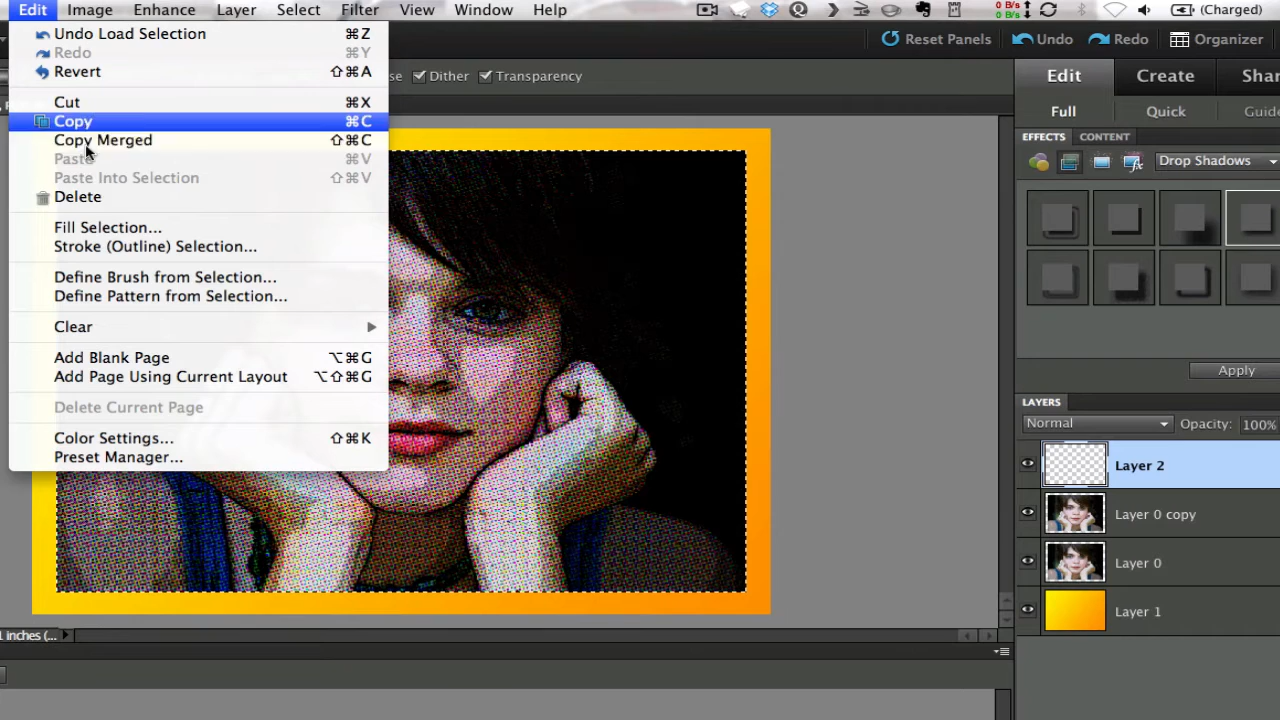 Edit Image Enhance Layer Select Filter View Window Help 0 B/s 0 B/s (Charged)
Undo Load Selection ⌘Z
Redo ⌘Y
Revert ⇧⌘A
Cut ⌘X
Copy ⌘C
Copy Merged ⇧⌘C
Paste ⌘V
Paste Into Selection ⇧⌘V
Delete
Fill Selection...
Stroke (Outline) Selection...
Define Brush from Selection...
Define Pattern from Selection...
Clear
Add Blank Page ⌥⌘G
Add Page Using Current Layout ⌥⇧⌘G
Delete Current Page
Color Settings... ⇧⌘K
Preset Manager...
Reset Panels Undo Redo Organizer
Dither Transparency
Edit Create Shar
Full Quick Guide
EFFECTS CONTENT
Drop Shadows
Apply
LAYERS
Normal Opacity: 100%
Layer 2
Layer 0 copy
Layer 0
Layer 1
1 inches (...